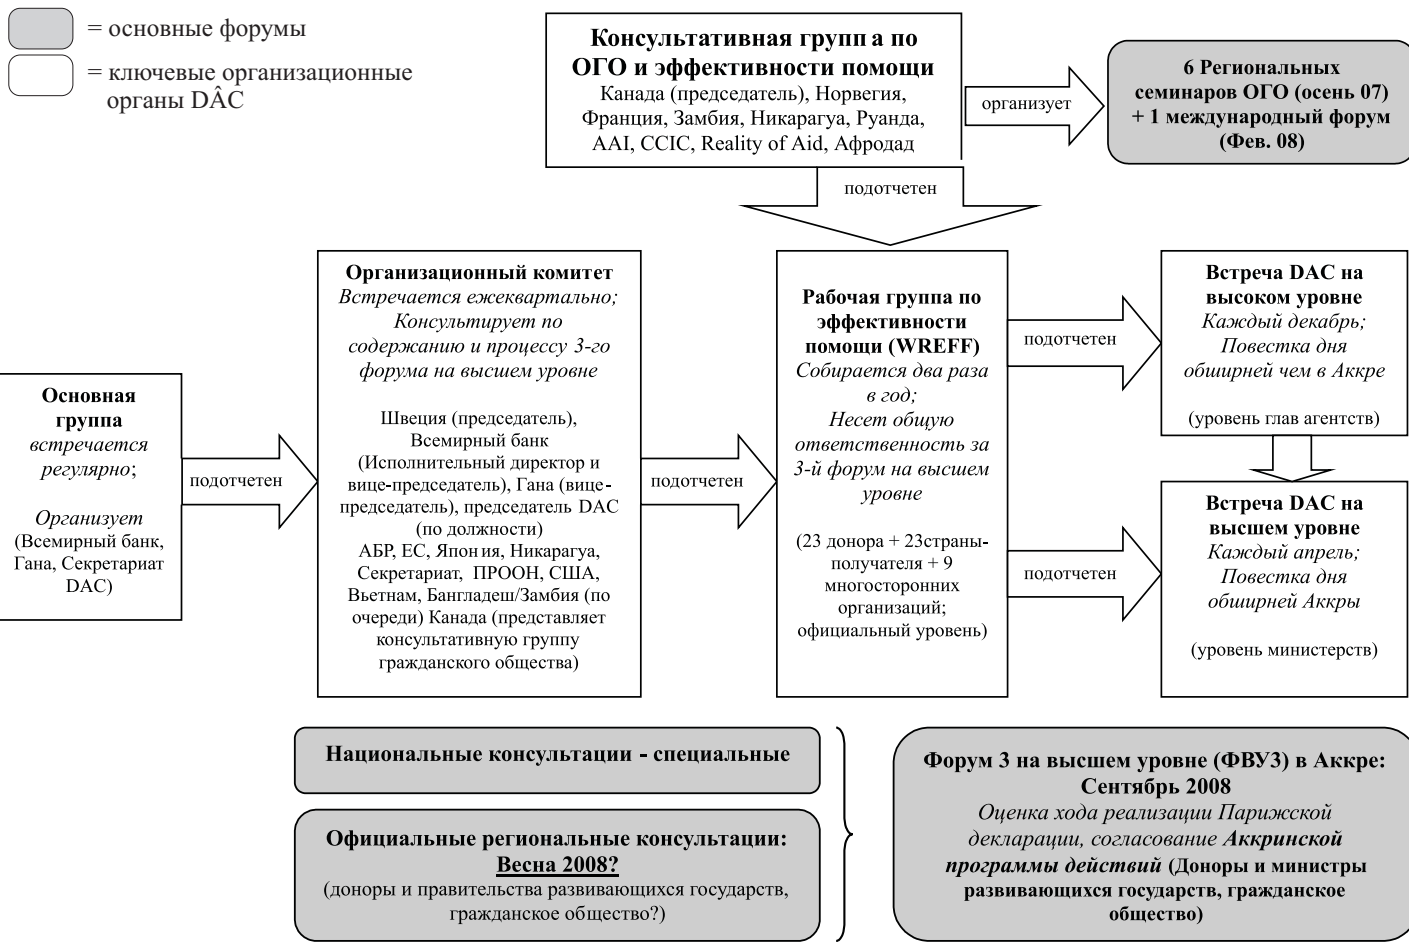 = основные форумы
= ключевые организационные
органы DÂC
Консультативная группа по
ОГО и эффективности помощи
Канада (председатель), Норвегия,
Франция, Замбия, Никарагуа, Руанда,
AAI, CCIC, Reality of Aid, Афродад
организует
6 Региональных
семинаров ОГО (осень 07)
+ 1 международный форум
(Фев. 08)
подотчетен
Основная
группа
встречается
регулярно;
Организует
(Всемирный банк,
Гана, Секретариат
DAC)
подотчетен
Организационный комитет
Встречается ежеквартально;
Консультирует по
содержанию и процессу 3-го
форума на высшем уровне
Швеция (председатель),
Всемирный банк
(Исполнительный директор и
вице-председатель), Гана (вице-
председатель), председатель DAC
(по должности)
АБР, ЕС, Япония, Никарагуа,
Секретариат, ПРООН, США,
Вьетнам, Бангладеш/Замбия (по
очереди) Канада (представляет
консультативную группу
гражданского общества)
подотчетен
Рабочая группа по
эффективности
помощи (WREFF)
Собирается два раза
в год;
Несет общую
ответственность за
3-й форум на высшем
уровне
(23 донора + 23страны-
получателя + 9
многосторонних
организаций;
официальный уровень)
подотчетен
Встреча DAC на
высоком уровне
Каждый декабрь;
Повестка дня
обширней чем в Аккре
(уровень глав агентств)
подотчетен
Встреча DAC на
высшем уровне
Каждый апрель;
Повестка дня
обширней Аккры
(уровень министерств)
Национальные консультации - специальные
Официальные региональные консультации:
Весна 2008?
(доноры и правительства развивающихся государств,
гражданское общество?)
Форум 3 на высшем уровне (ФВУ3) в Аккре:
Сентябрь 2008
Оценка хода реализации Парижской
декларации, согласование Аккринской
программы действий (Доноры и министры
развивающихся государств, гражданское
общество)